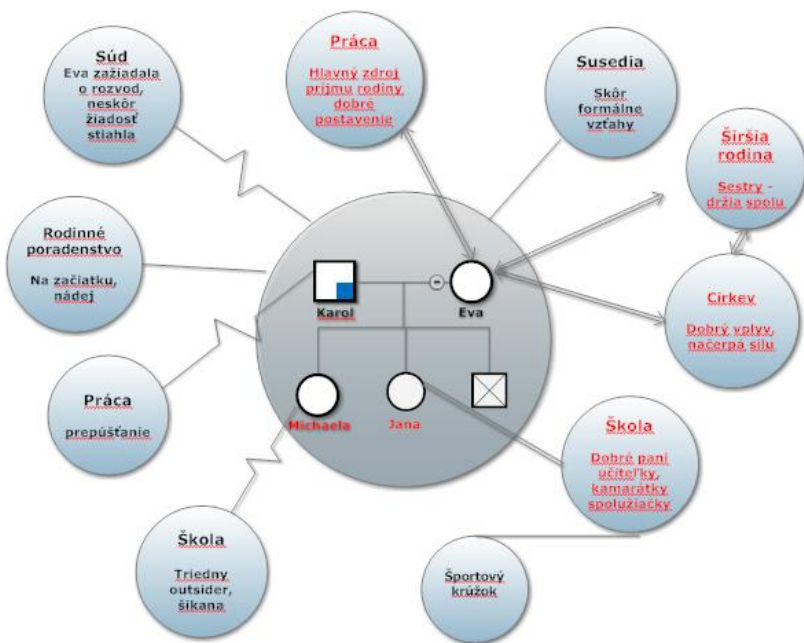 Súd
Eva zažiadala
o rozvod,
neskôr
žiadosť
stiahla
Práca
Hlavný zdroj
príjmu rodiny
dobré
postavenie
Susedia
Skôr
formálne
vzťahy
Širšia
rodina
Sestry -
držia spolu
Rodinné
poradenstvo
Na začiatku,
nádej
Karol
Eva
Cirkev
Dobrý vplyv,
načerpá silu
Práca
prepúšťanie
Michaela
Jana
Škola
Dobré pani
učiteľky,
kamarátky
spolužiačky
Škola
Triedny
outsider,
šikana
Športový
krúžok